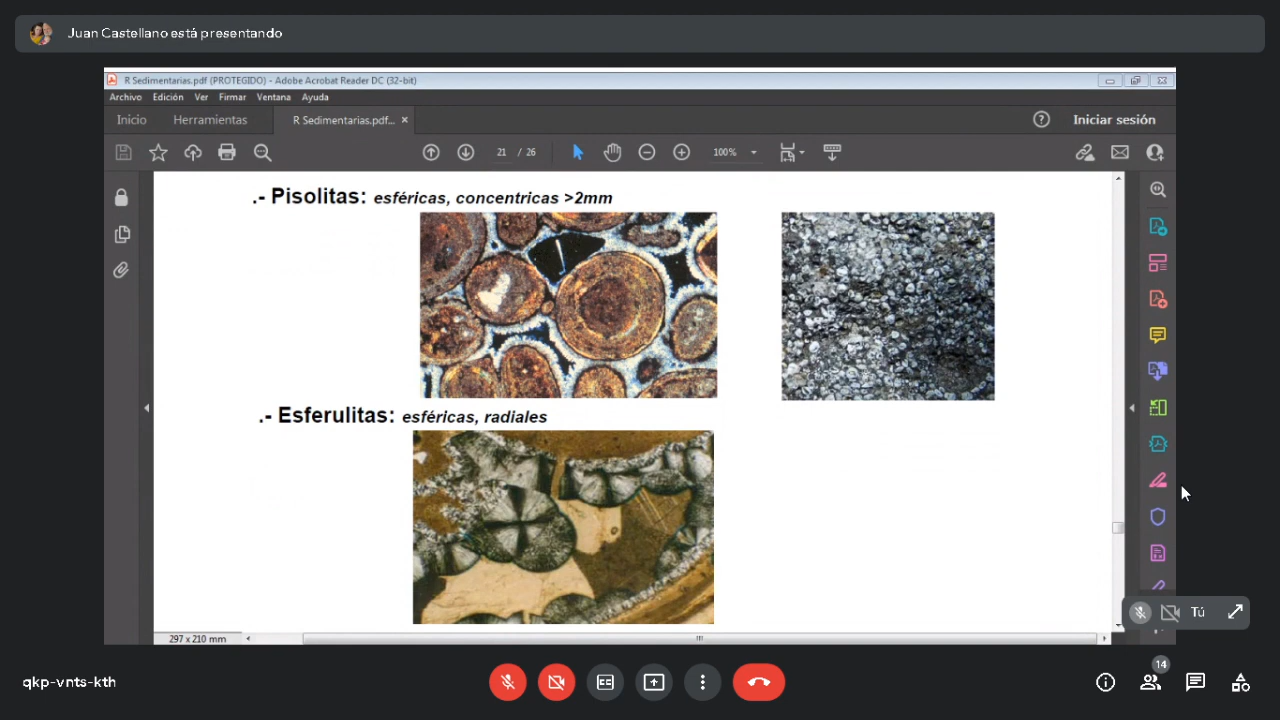 Juan Castellano está presentando
R Sedimentarias.pdf (PROTEGIDO) - Adobe Acrobat Reader DC (32-bit)
Archivo Edición Ver Firmar Ventana Ayuda
Inicio Herramientas R Sedimentarias.pdf... × Iniciar sesión
21 / 26 100%
.- Pisolitas: esféricas, concentricas >2mm
.- Esferulitas: esféricas, radiales
Tú
297 x 210 mm
14
qkp-vnts-kth